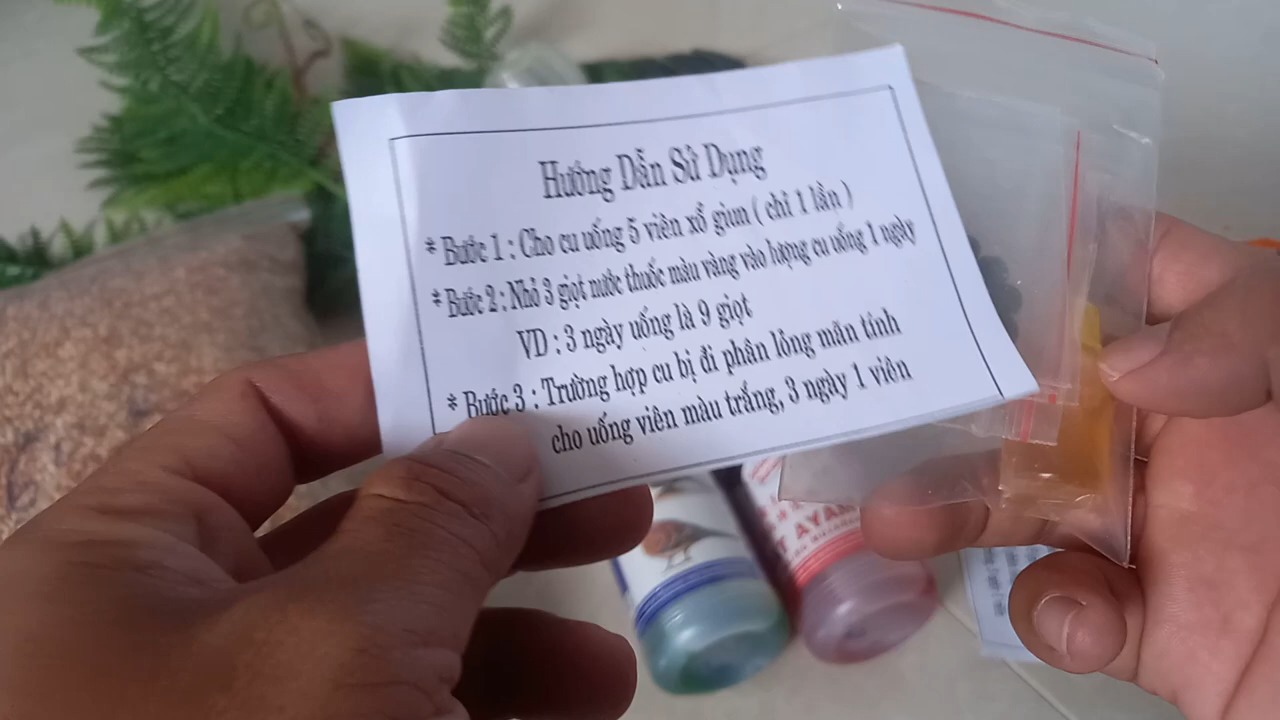 Hướng Dẫn Sử Dụng
* Bước 1 : Cho cu uống 5 viên xổ giun ( chỉ 1 lần )
* Bước 2 : Nhỏ 3 giọt nước thuốc màu vàng vào lượng cu uống 1 ngày
VD : 3 ngày uống là 9 giọt
* Bước 3 : Trường hợp cu bị đi phân lỏng mãn tính
cho uống viên màu trắng, 3 ngày 1 viên
AYAM